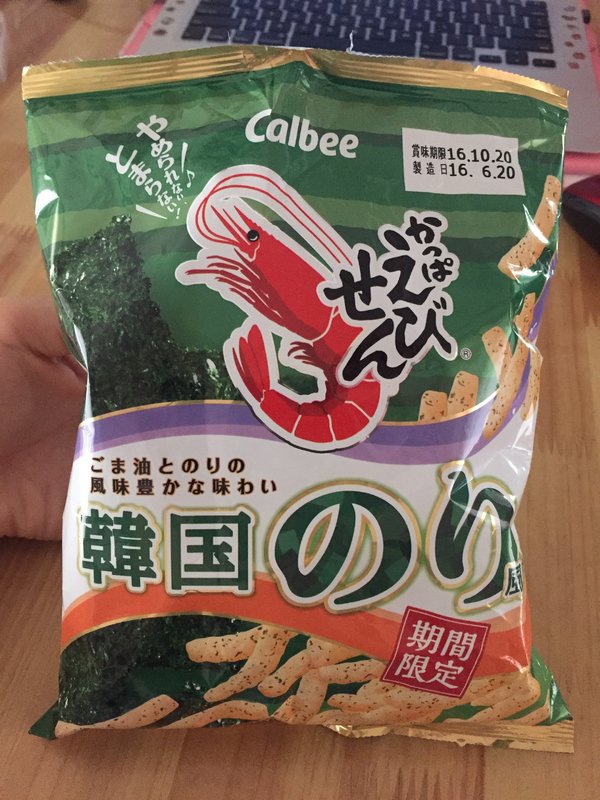 Calbee
やめられない♪
とまらない!
賞味期限16.10.20
製造日16. 6.20
かっぱ
えびせん®
ごま油とのりの
風味豊かな味わい
韓国のり
期間
限定